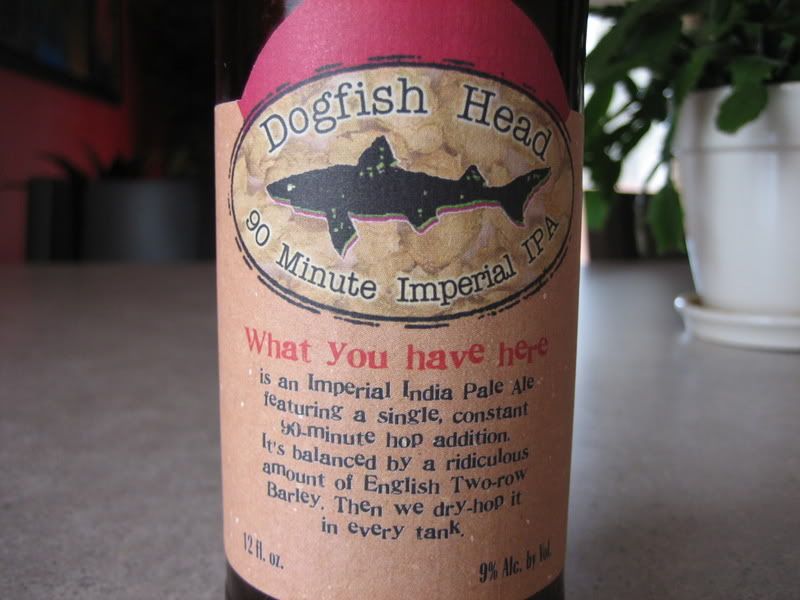 Dogfish Head
90 Minute Imperial IPA
What you have here
is an Imperial India Pale Ale
featuring a single, constant
90-minute hop addition.
It's balanced by a ridiculous
amount of English Two-row
Barley. Then we dry-hop it
in every tank.
12 fl. oz.
9% Alc. by Vol.